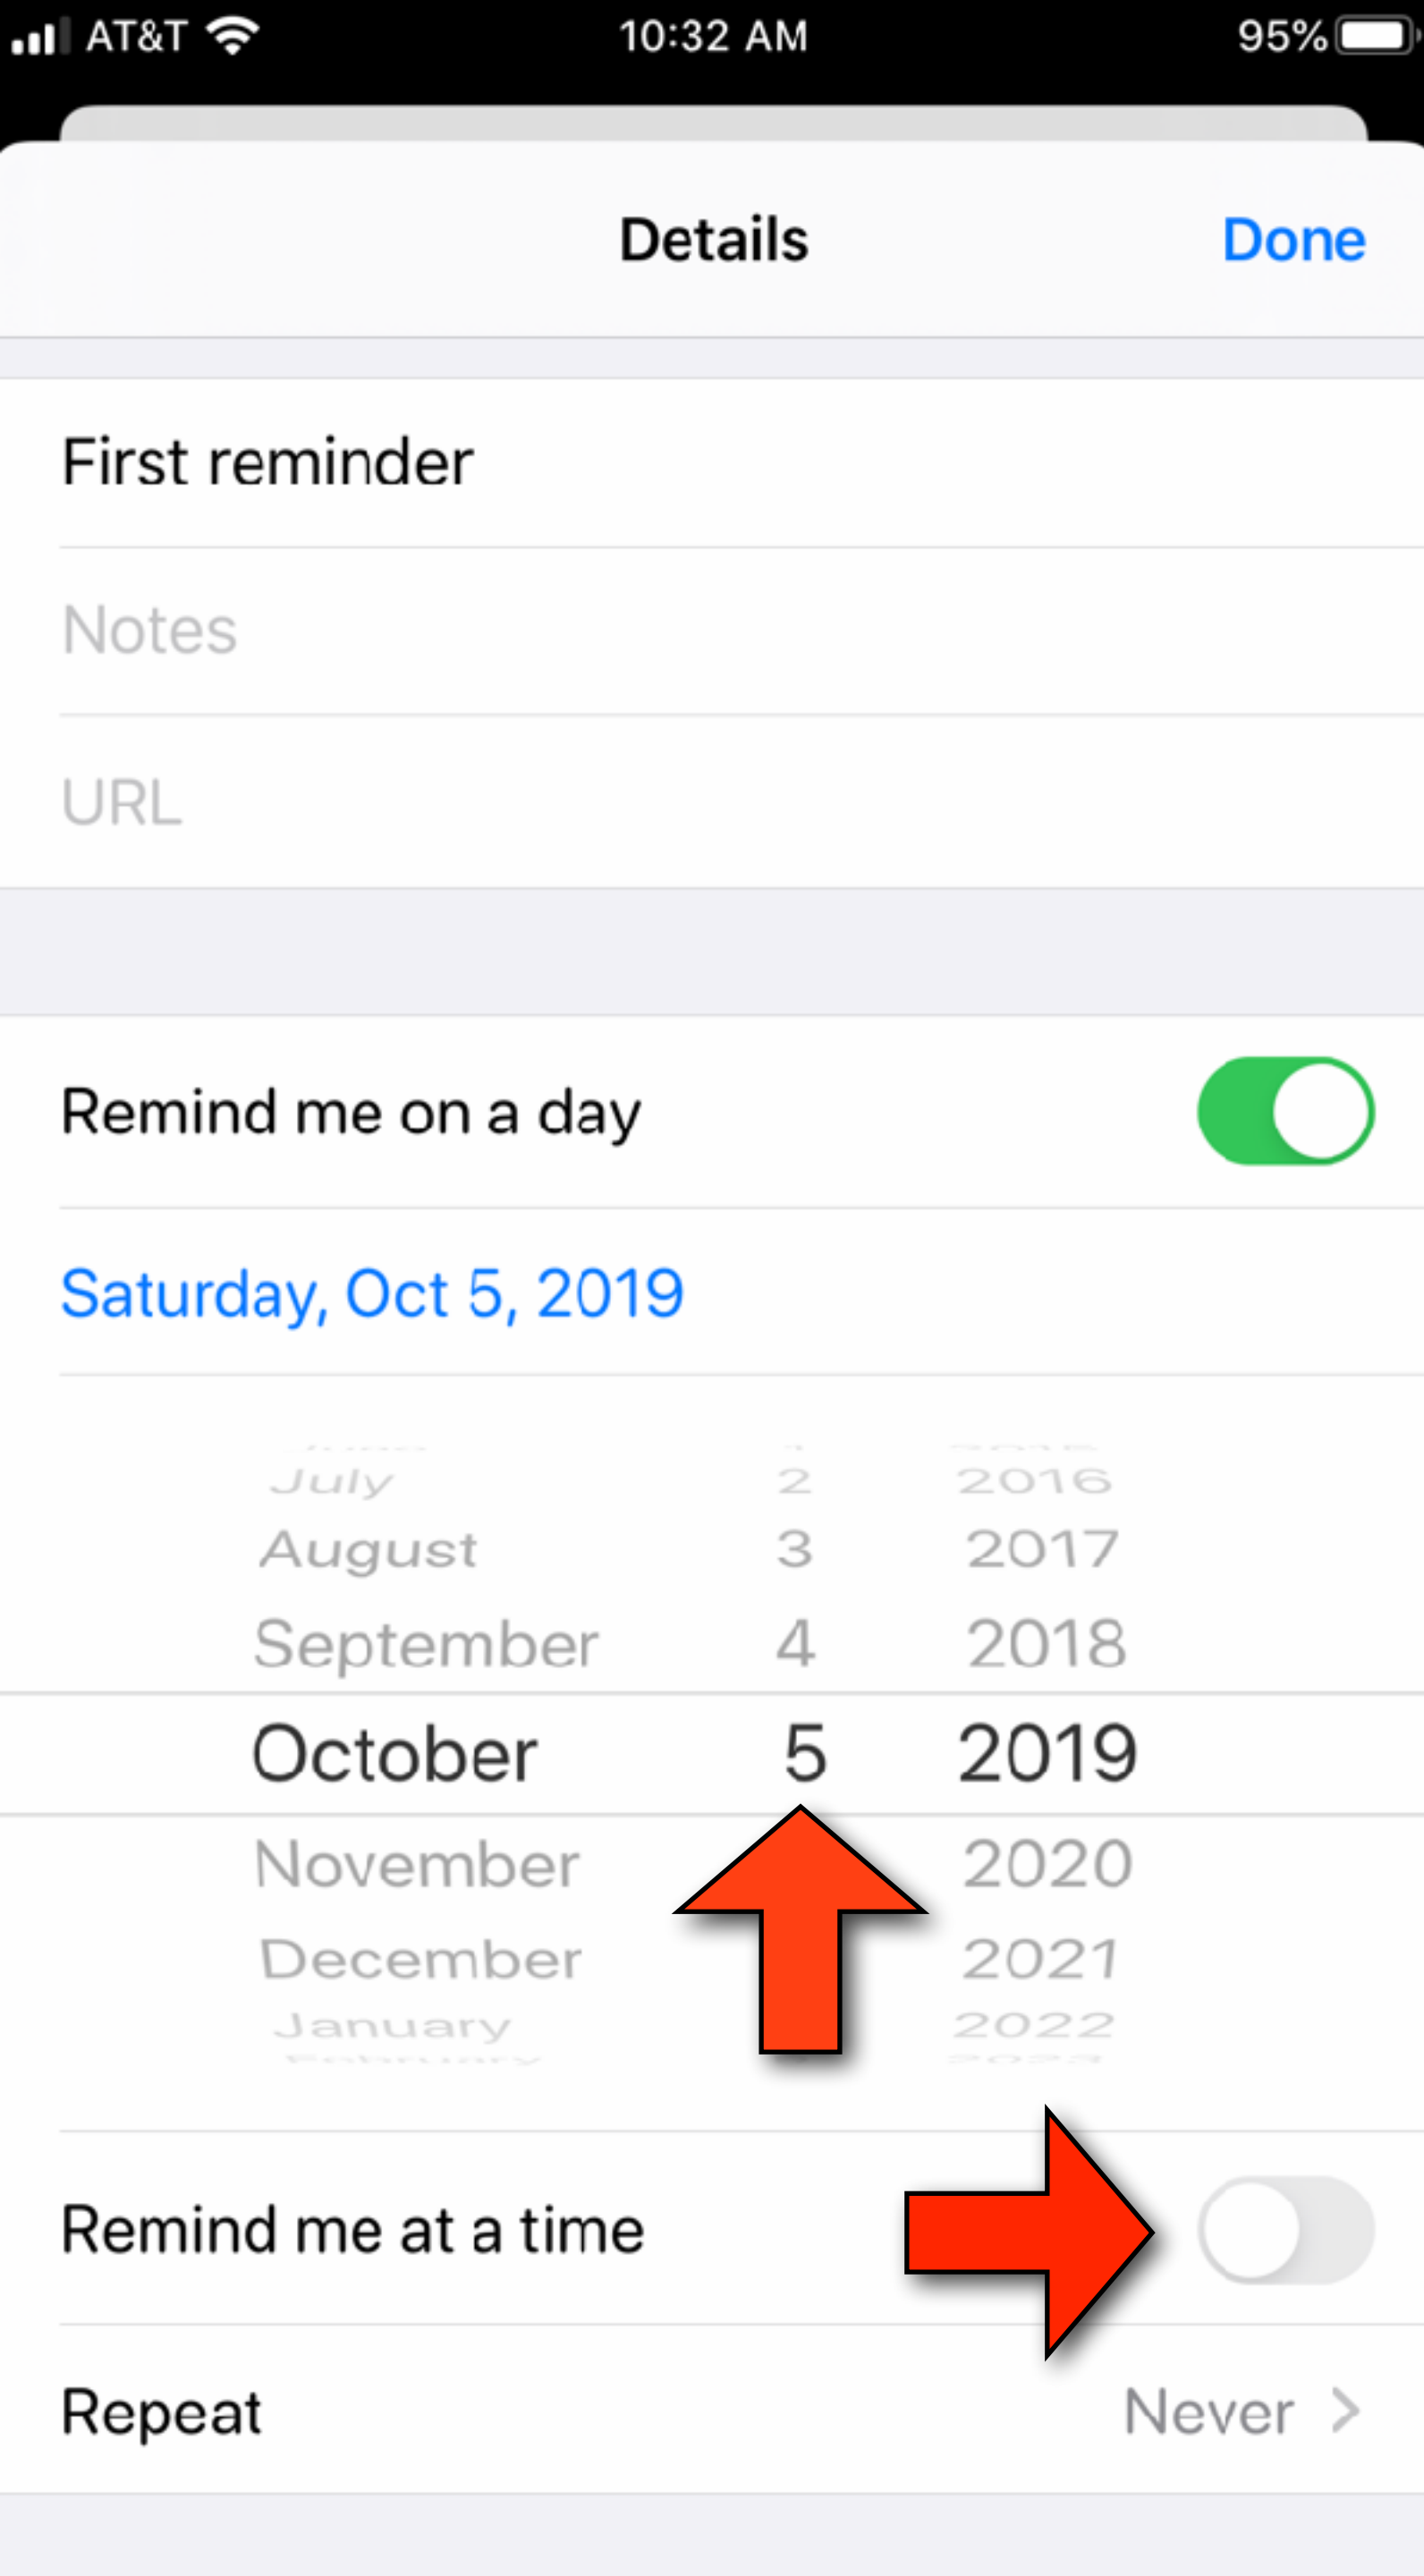 AT&T 10:32 AM 95%
Details Done
First reminder
Notes
URL
Remind me on a day
Saturday, Oct 5, 2019
July 2 2016
August 3 2017
September 4 2018
October 5 2019
November 2020
December 2021
January 2022
February 2023
Remind me at a time
Repeat Never